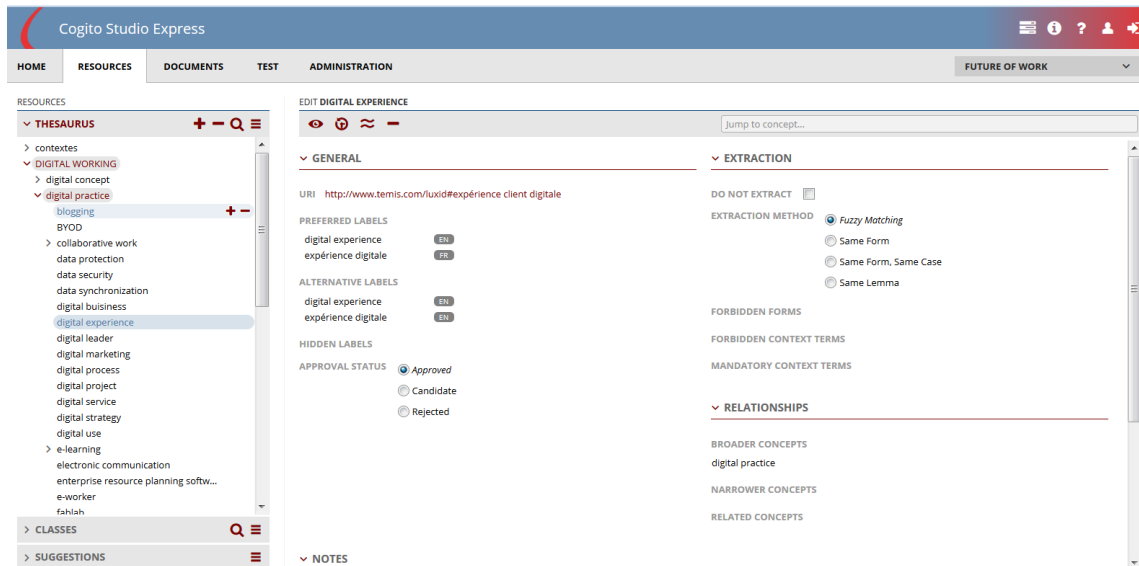 Cogito Studio Express
HOME RESOURCES DOCUMENTS TEST ADMINISTRATION FUTURE OF WORK
RESOURCES
THESAURUS
contextes
DIGITAL WORKING
digital concept
digital practice
blogging
BYOD
collaborative work
data protection
data security
data synchronization
digital buisiness
digital experience
digital leader
digital marketing
digital process
digital project
digital service
digital strategy
digital use
e-learning
electronic communication
enterprise resource planning softw...
e-worker
fablab
CLASSES
SUGGESTIONS
EDIT DIGITAL EXPERIENCE
Jump to concept...
GENERAL
URI http://www.temis.com/luxid#expérience client digitale
PREFERRED LABELS
digital experience EN
expérience digitale FR
ALTERNATIVE LABELS
digital experience EN
expérience digitale EN
HIDDEN LABELS
APPROVAL STATUS Approved
Candidate
Rejected
NOTES
EXTRACTION
DO NOT EXTRACT
EXTRACTION METHOD Fuzzy Matching
Same Form
Same Form, Same Case
Same Lemma
FORBIDDEN FORMS
FORBIDDEN CONTEXT TERMS
MANDATORY CONTEXT TERMS
RELATIONSHIPS
BROADER CONCEPTS
digital practice
NARROWER CONCEPTS
RELATED CONCEPTS